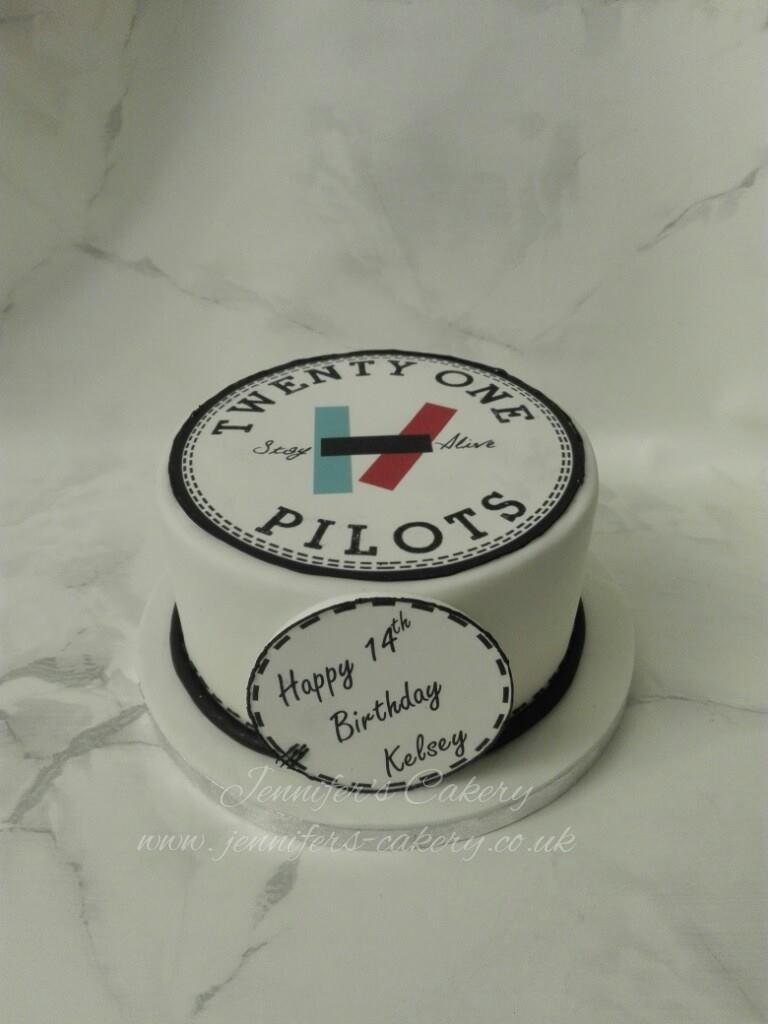 TWENTY ONE
Stay Alive
PILOTS
Happy 14th
Birthday
Kelsey
Jennifer's Cakery
www.jennifers-cakery.co.uk